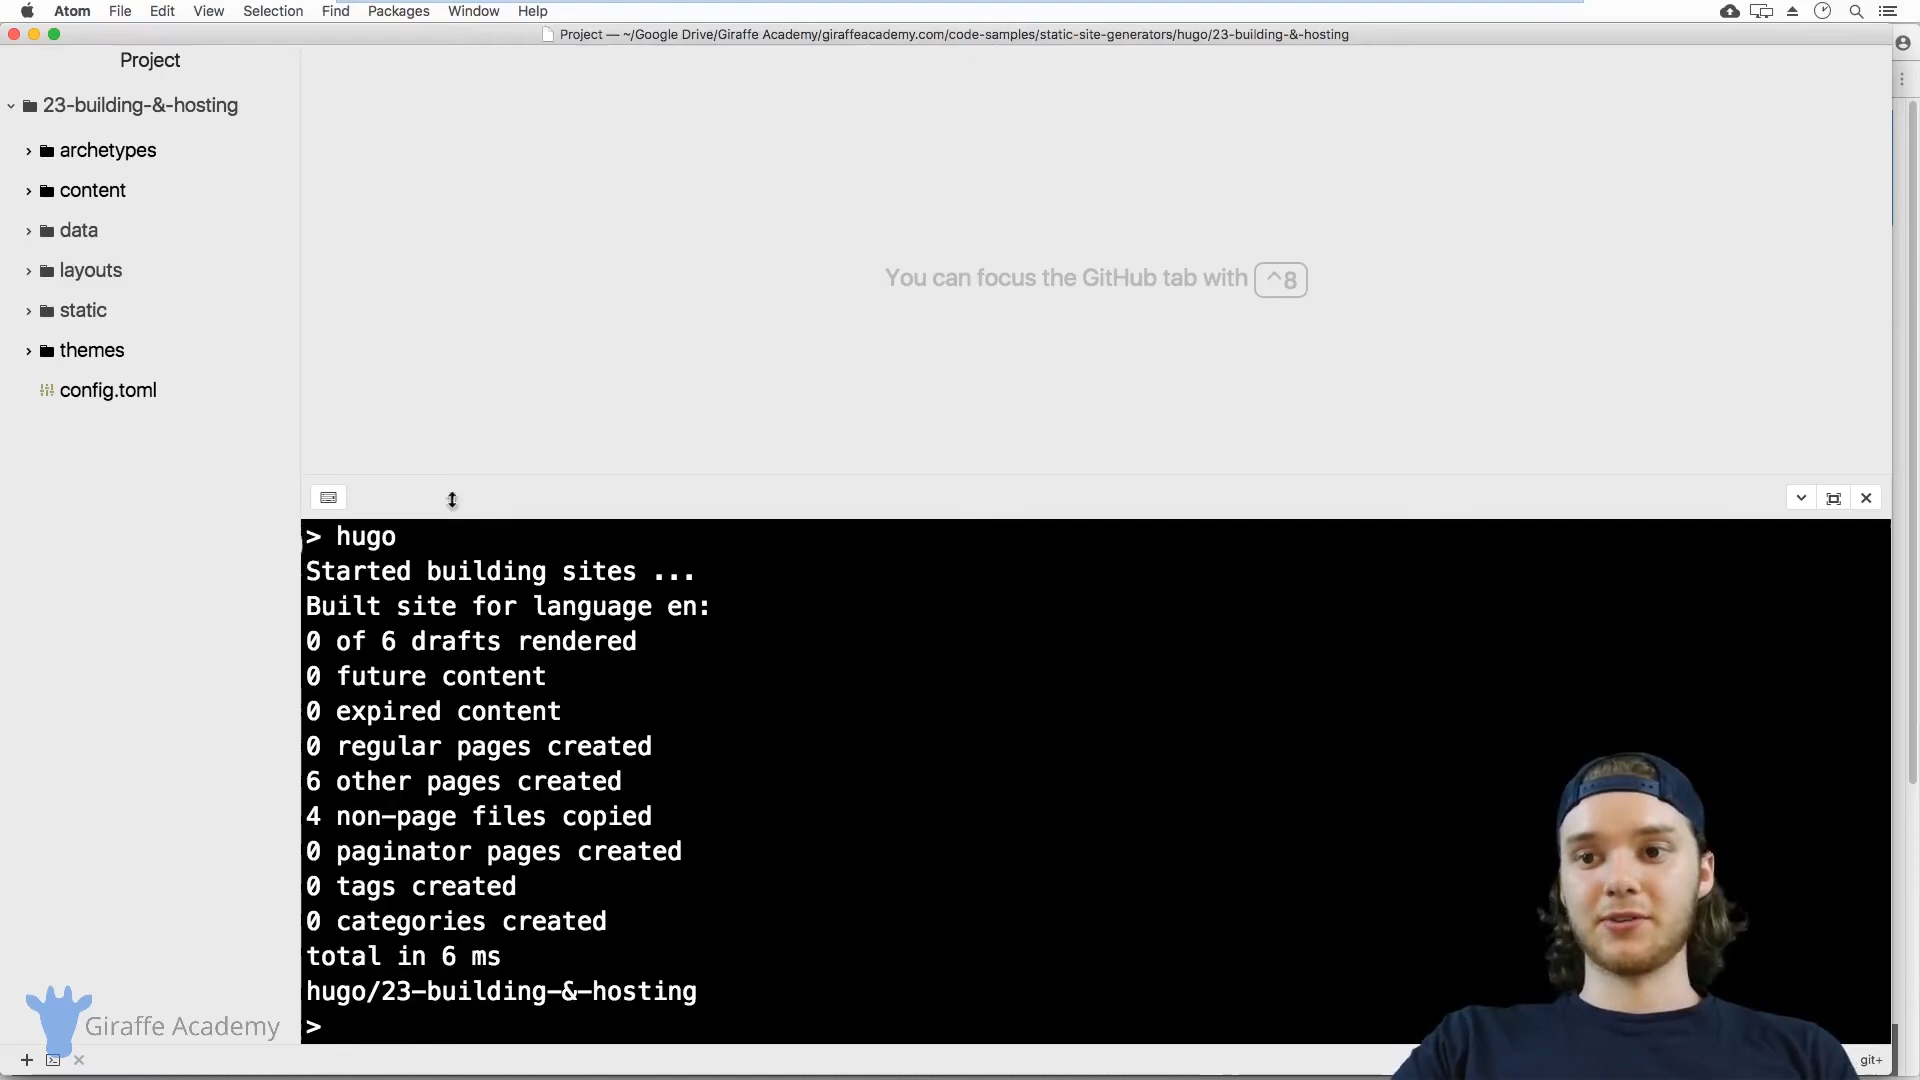 Atom File Edit View Selection Find Packages Window Help
Project — ~/Google Drive/Giraffe Academy/giraffeacademy.com/code-samples/static-site-generators/hugo/23-building-&-hosting
Project
23-building-&-hosting
archetypes
content
data
layouts
static
themes
config.toml
You can focus the GitHub tab with ^8
> hugo
Started building sites ...
Built site for language en:
0 of 6 drafts rendered
0 future content
0 expired content
0 regular pages created
6 other pages created
4 non-page files copied
0 paginator pages created
0 tags created
0 categories created
total in 6 ms
hugo/23-building-&-hosting
>
Giraffe Academy
git+